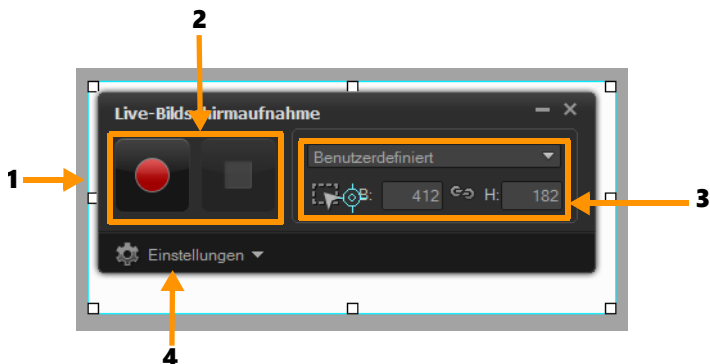 2
Live-Bildschirmaufnahme
Benutzerdefiniert
1
B: 412 H: 182
3
Einstellungen
4